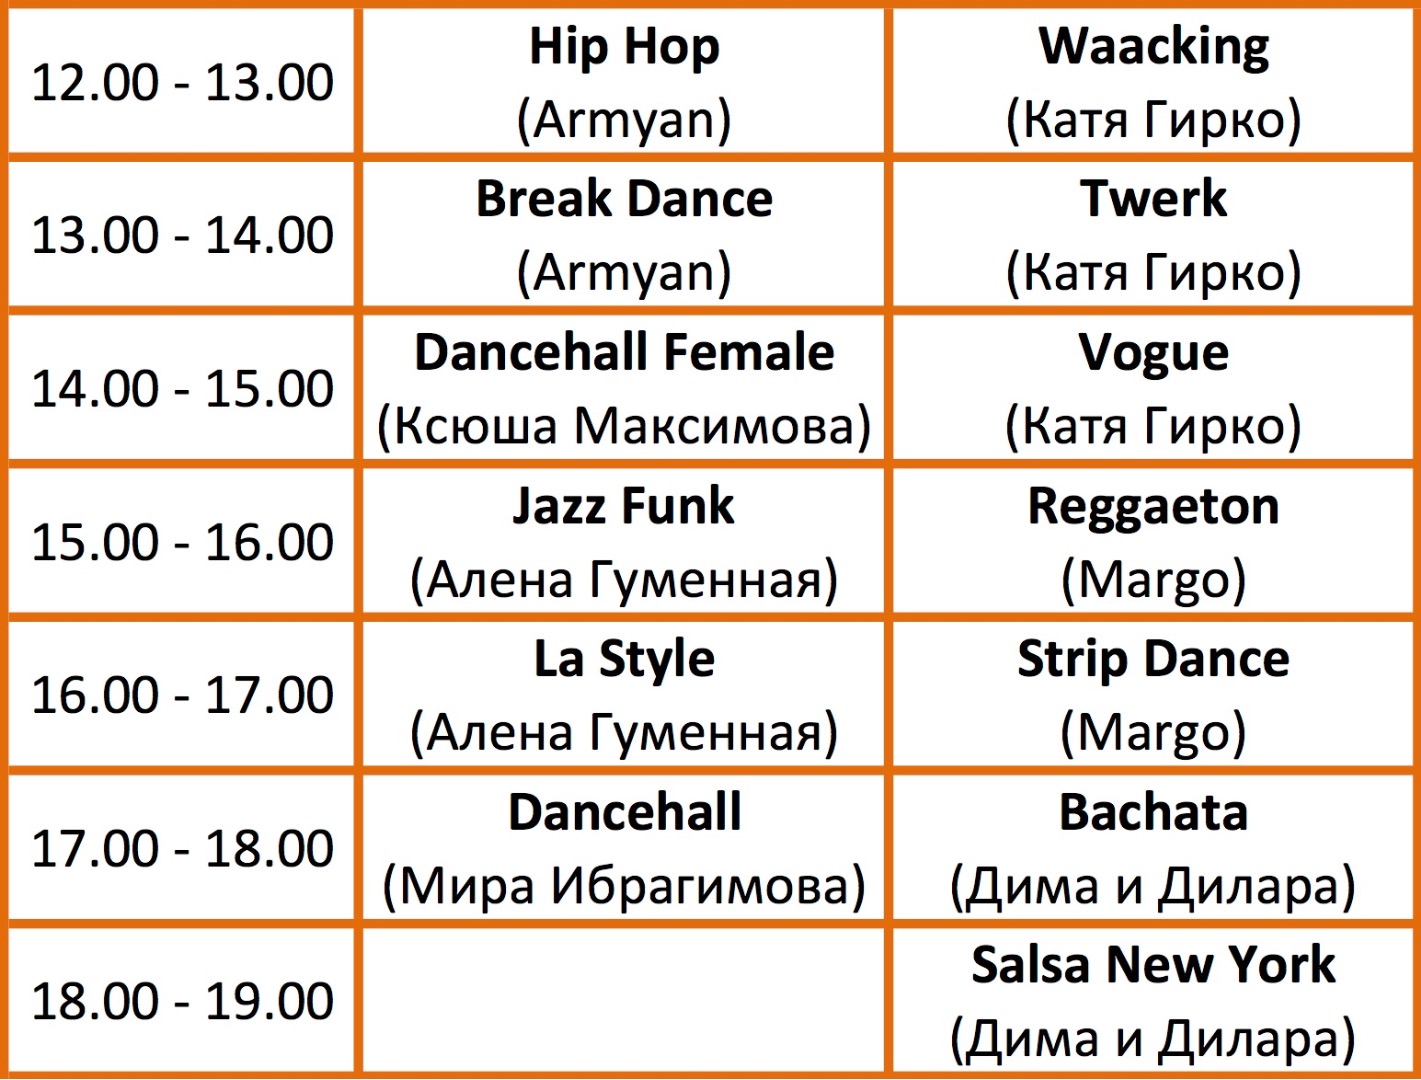 12.00 - 13.00
Hip Hop
(Armyan)
Waacking
(Катя Гирко)
13.00 - 14.00
Break Dance
(Armyan)
Twerk
(Катя Гирко)
14.00 - 15.00
Dancehall Female
(Ксюша Максимова)
Vogue
(Катя Гирко)
15.00 - 16.00
Jazz Funk
(Алена Гуменная)
Reggaeton
(Margo)
16.00 - 17.00
La Style
(Алена Гуменная)
Strip Dance
(Margo)
17.00 - 18.00
Dancehall
(Мира Ибрагимова)
Bachata
(Дима и Дилара)
18.00 - 19.00
Salsa New York
(Дима и Дилара)